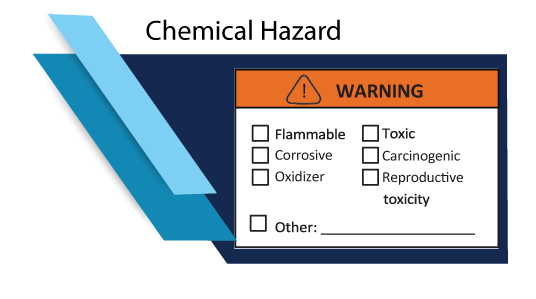 Chemical Hazard
! WARNING
Flammable Toxic
Corrosive Carcinogenic
Oxidizer Reproductive
toxicity
Other: